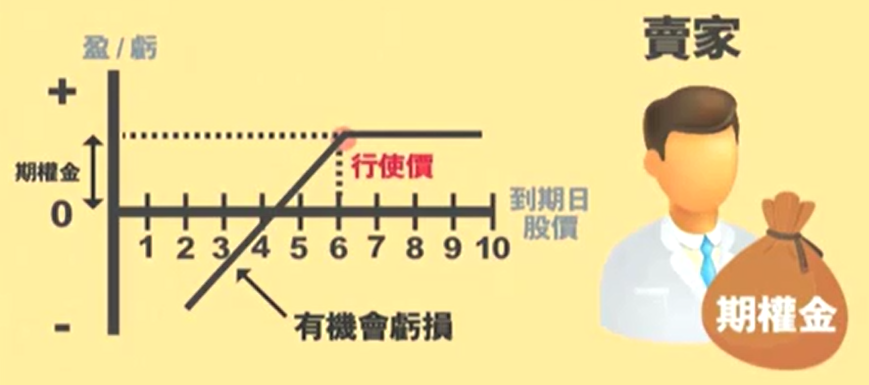 賣家
盈/虧
+
期權金
0
-
行使價
1 2 3 4 5 6 7 8 9 10
到期日
股價
有機會虧損
期權金